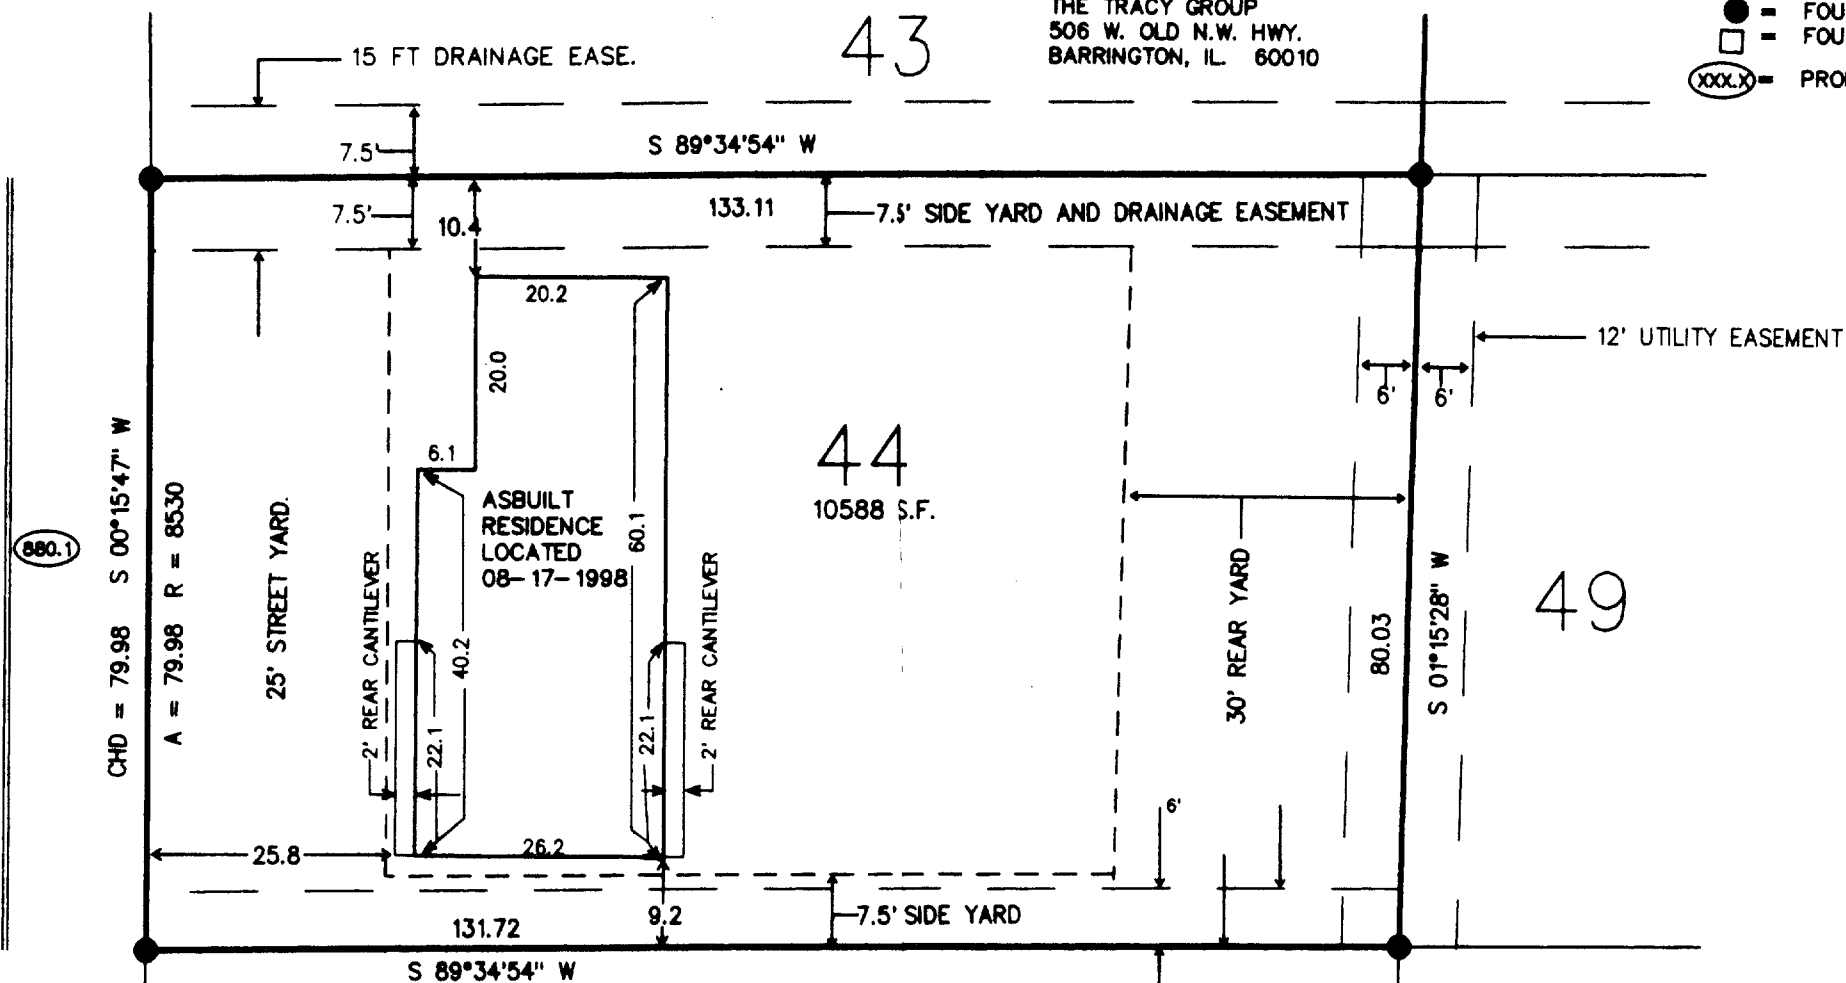 THE TRACY GROUP
506 W. OLD N.W. HWY.
BARRINGTON, IL. 60010
= FOU
= FOU
XXX.X = PRO
15 FT DRAINAGE EASE.
43
7.5'
S 89°34'54" W
7.5'
10.4
133.11
7.5' SIDE YARD AND DRAINAGE EASEMENT
20.2
12' UTILITY EASEMENT
20.0
6'
6'
44
10588 S.F.
6.1
ASBUILT
RESIDENCE
LOCATED
08-17-1998
60.1
880.1
CHD = 79.98 S 00°15'47" W
A = 79.98 R = 8530
25' STREET YARD.
2' REAR CANTILEVER
40.2
22.1
22.1
2' REAR CANTILEVER
30' REAR YARD
80.03
S 01°15'28" W
49
6'
25.8
26.2
9.2
7.5' SIDE YARD
131.72
S 89°34'54" W